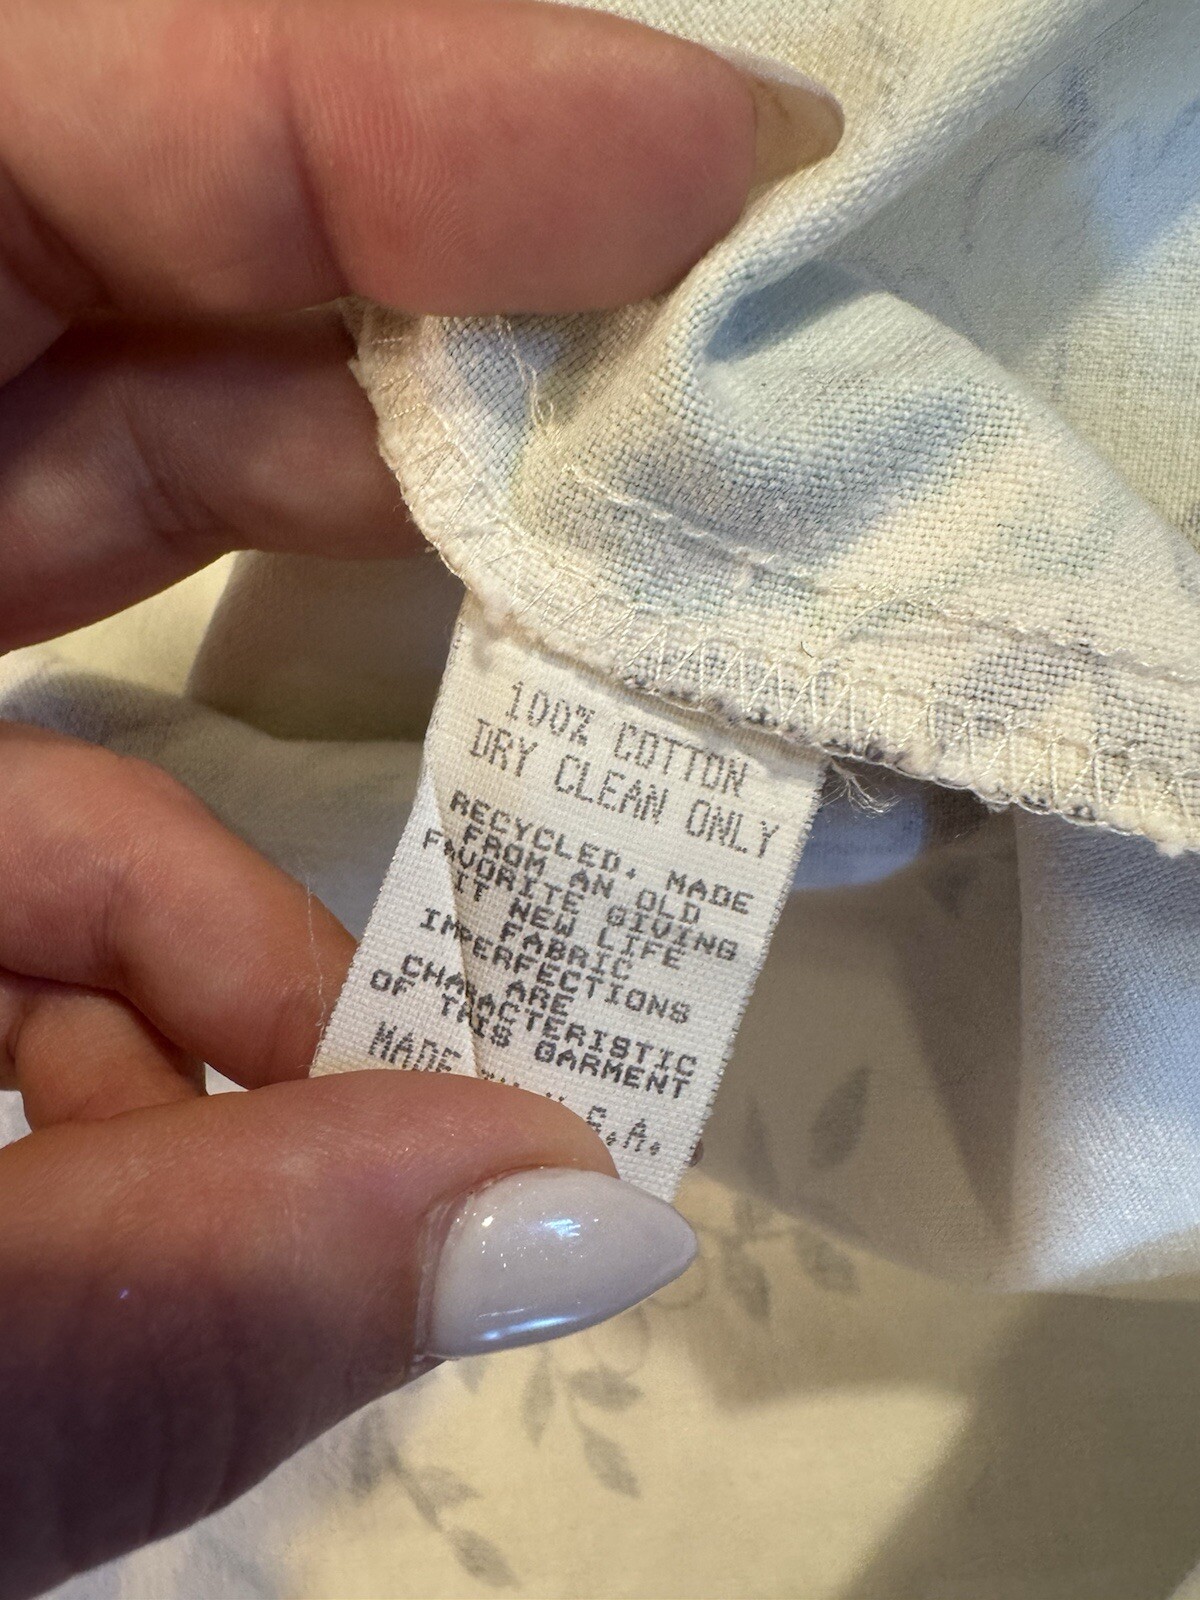 100% COTTON
DRY CLEAN ONLY
RECYCLED. MADE
FROM AN OLD
FAVORITE GIVING
IT NEW LIFE
FABRIC
IMPERFECTIONS
ARE
CHARACTERISTIC
OF THIS GARMENT
MADE S.A.